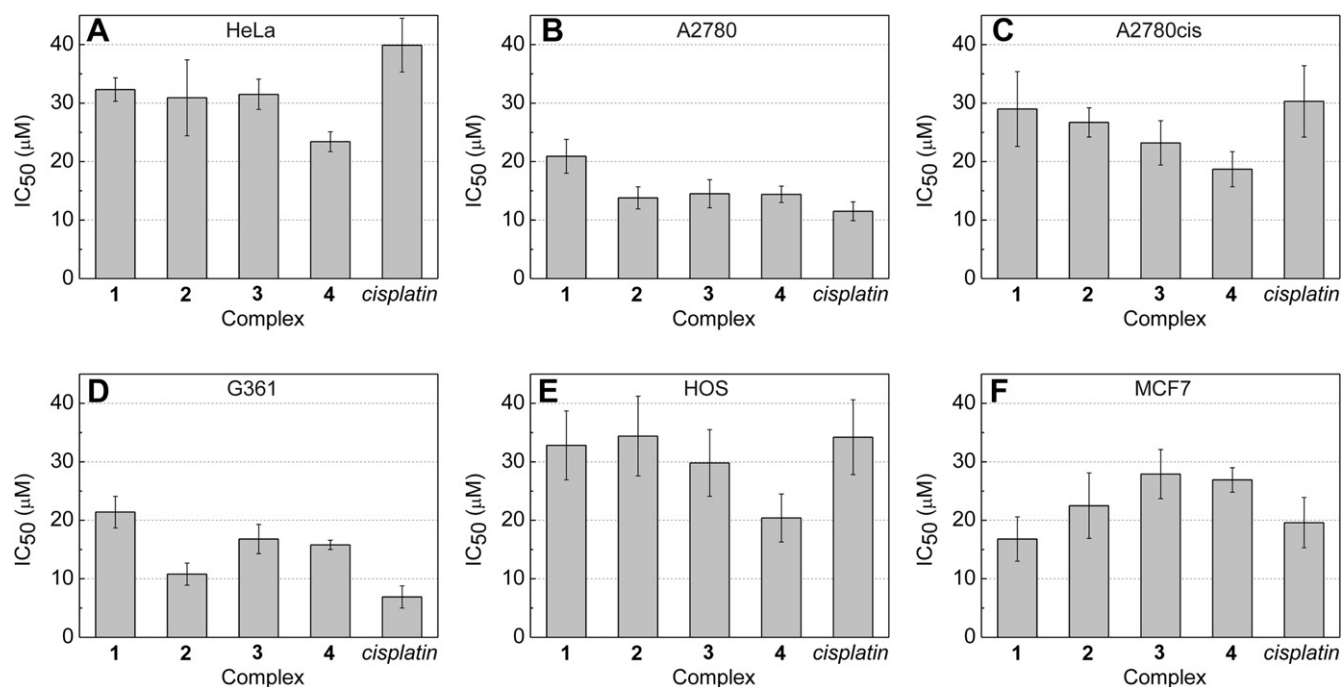 A HeLa
IC50 (μM)
40
30
20
10
0
1 2 3 4 cisplatin
Complex
B A2780
IC50 (μM)
40
30
20
10
0
1 2 3 4 cisplatin
Complex
C A2780cis
IC50 (μM)
40
30
20
10
0
1 2 3 4 cisplatin
Complex
D G361
IC50 (μM)
40
30
20
10
0
1 2 3 4 cisplatin
Complex
E HOS
IC50 (μM)
40
30
20
10
0
1 2 3 4 cisplatin
Complex
F MCF7
IC50 (μM)
40
30
20
10
0
1 2 3 4 cisplatin
Complex